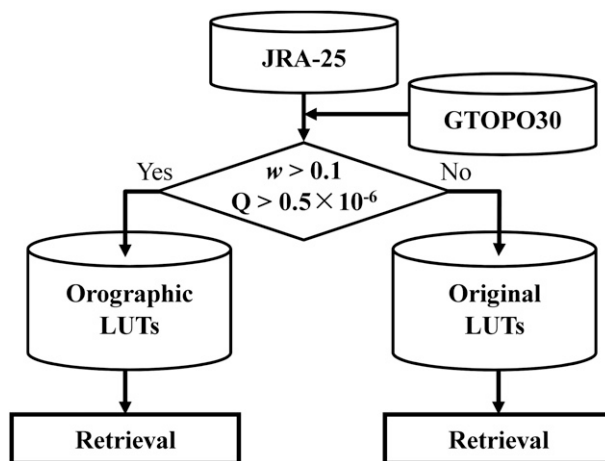 JRA-25
GTOPO30
Yes
w > 0.1
No
Q > 0.5×10⁻⁶
Orographic
LUTs
Original
LUTs
Retrieval
Retrieval